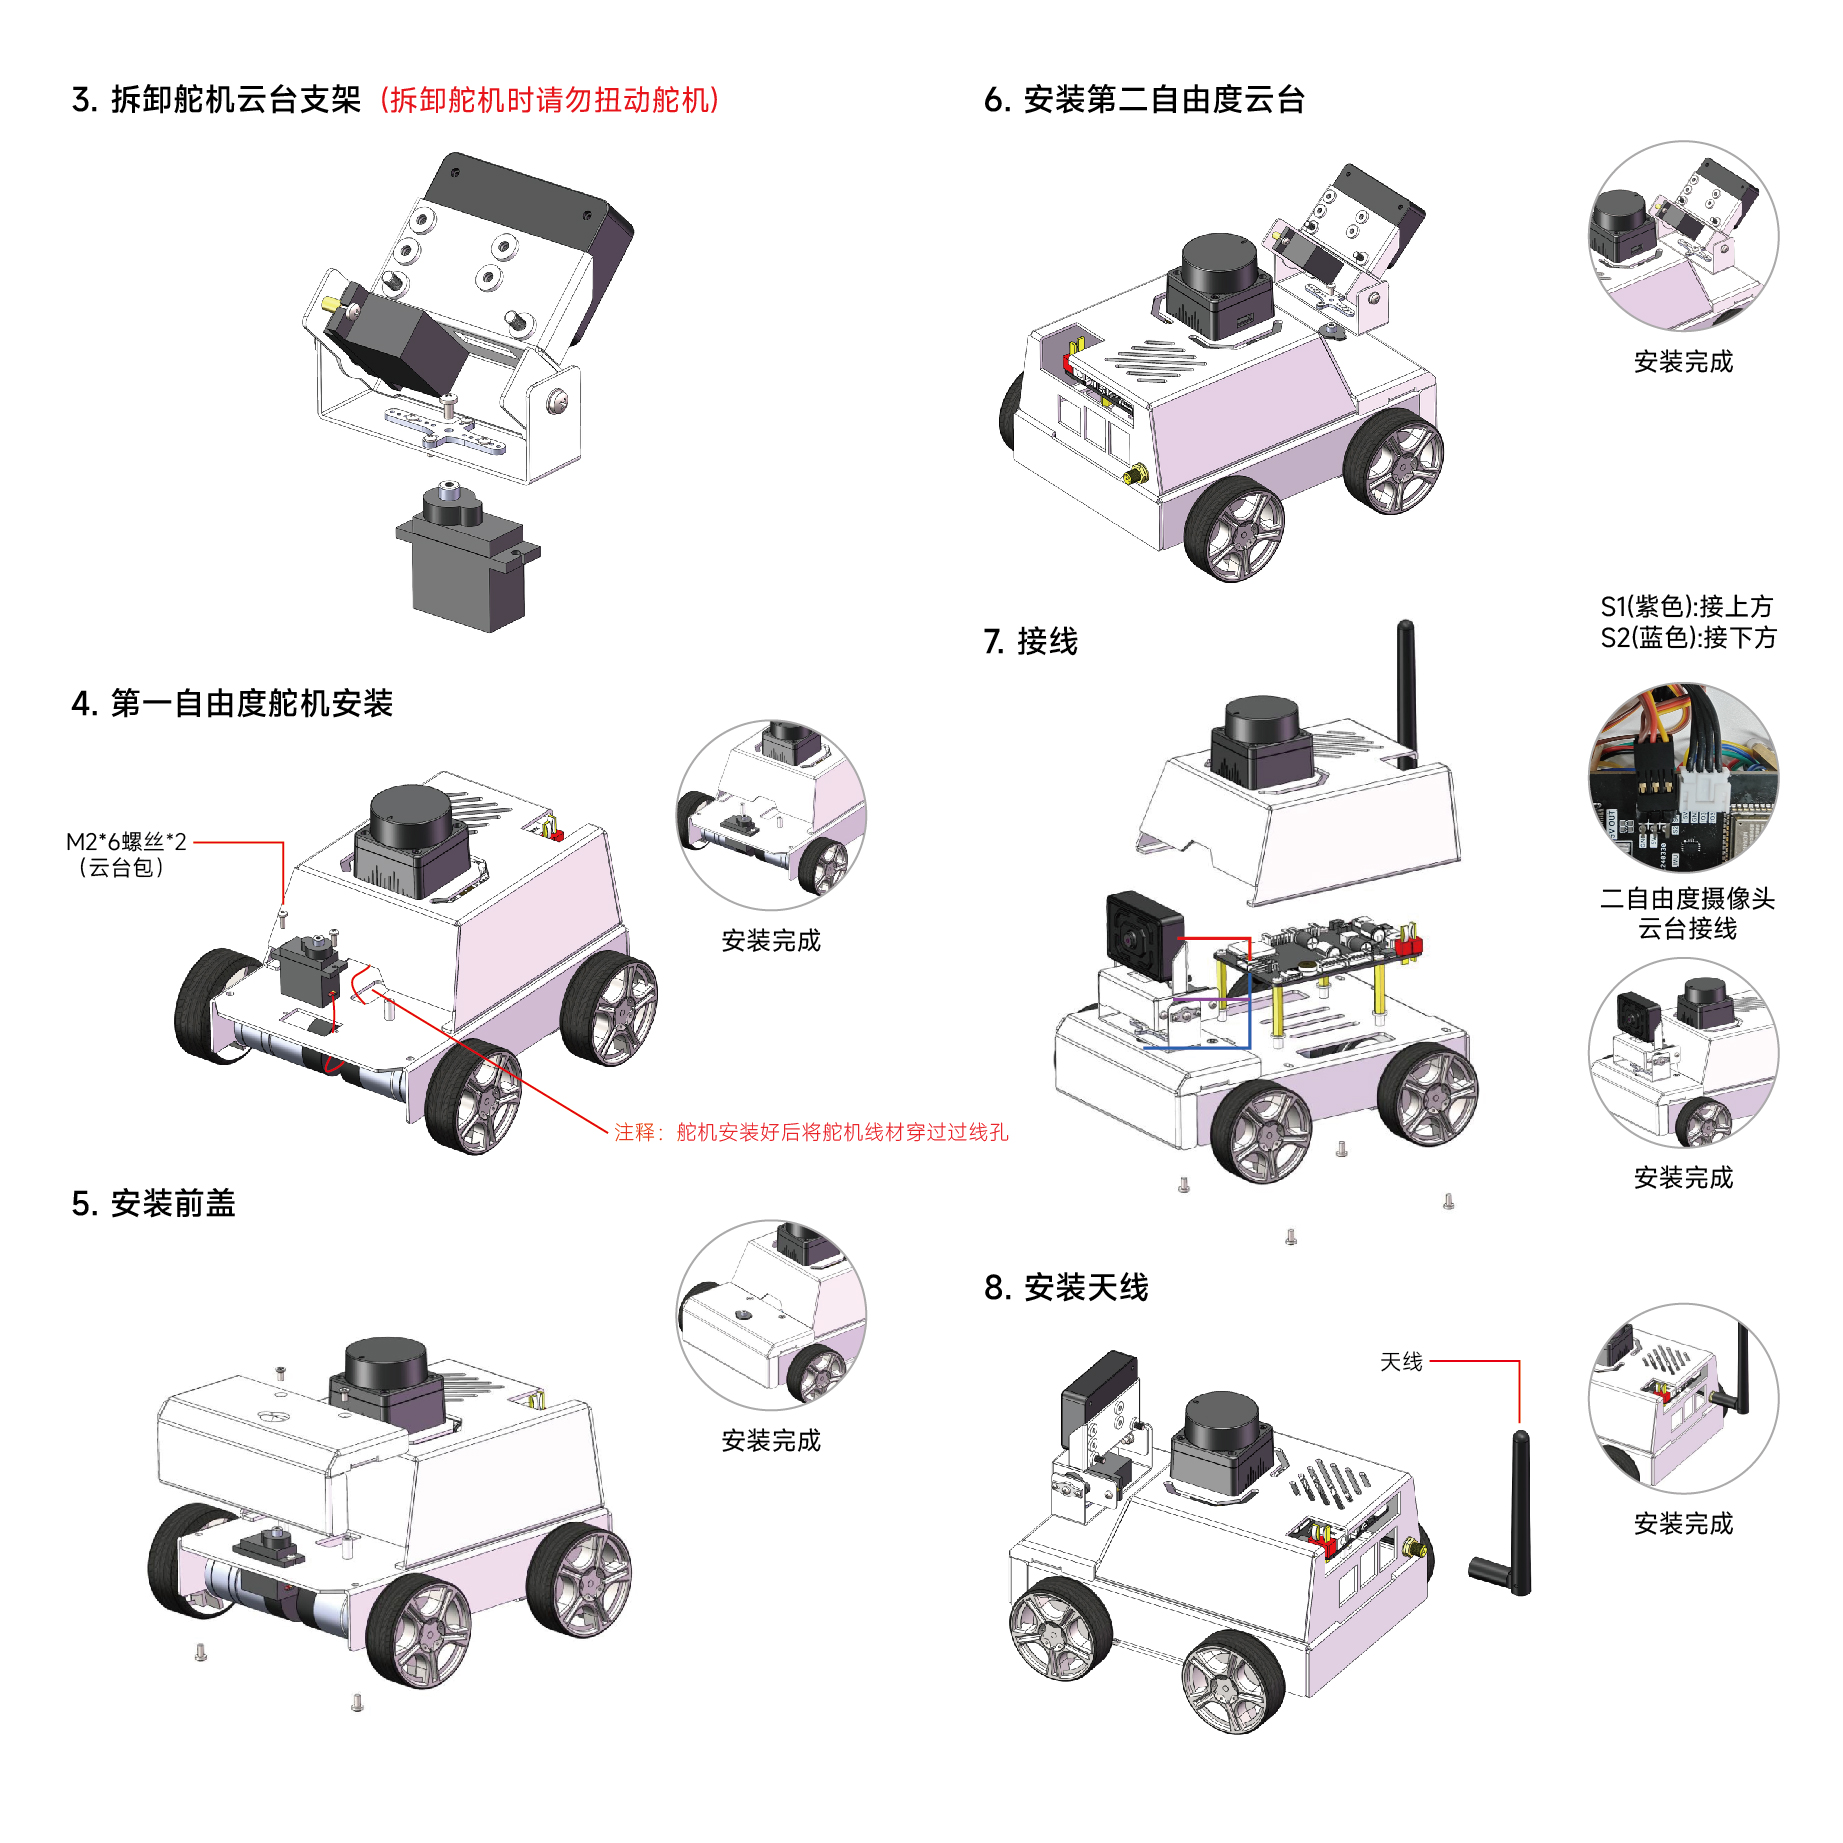 3. 拆卸舵机云台支架 (拆卸舵机时请勿扭动舵机)
4. 第一自由度舵机安装
M2*6螺丝*2
（云台包）
安装完成
注释：舵机安装好后将舵机线材穿过过线孔
5. 安装前盖
安装完成
6. 安装第二自由度云台
安装完成
7. 接线
S1(紫色):接上方
S2(蓝色):接下方
5V OUT
240330
二自由度摄像头
云台接线
安装完成
8. 安装天线
天线
安装完成